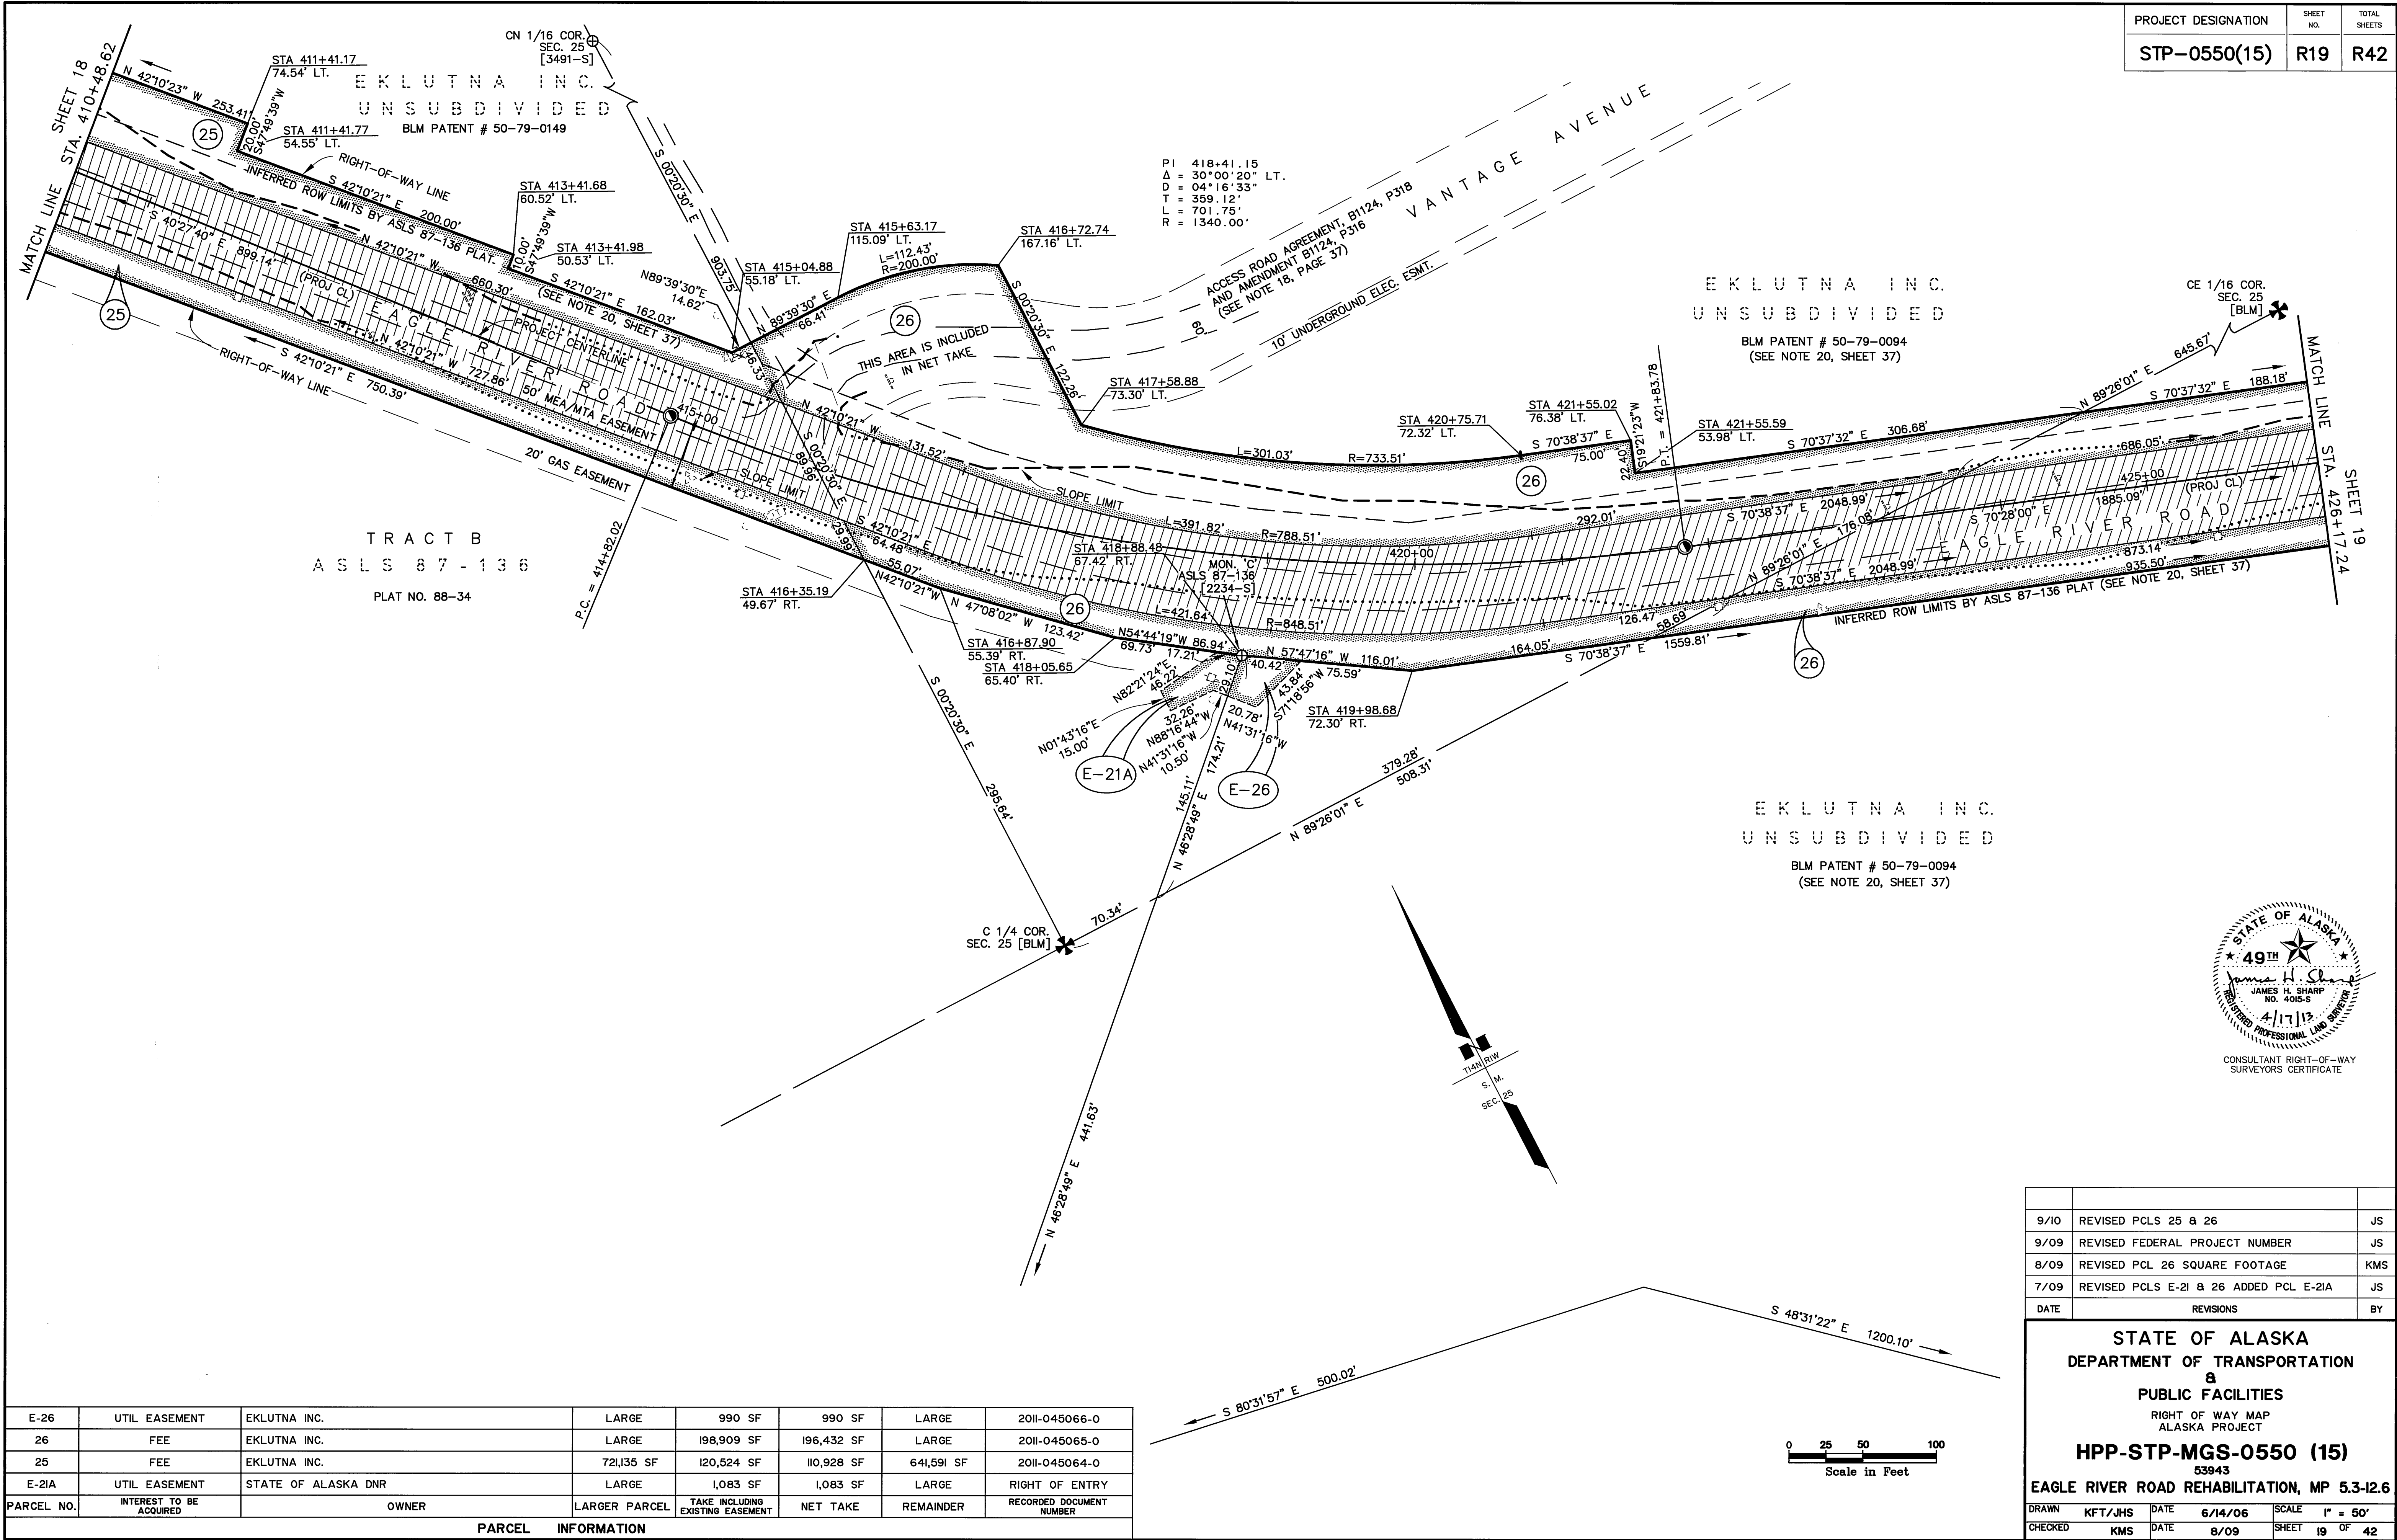 PROJECT DESIGNATION
SHEET NO.
TOTAL SHEETS
STP-0550(15)
R19
R42
MATCH LINE SHEET 18
STA. 410+48.62
N 42°10'23" W 253.41'
25
STA 411+41.17
74.54' LT.
20.00'
S47°49'39"W
STA 411+41.77
54.55' LT.
CN 1/16 COR.
SEC. 25
[3491-S]
EKLUTNA INC.
UNSUBDIVIDED
BLM PATENT # 50-79-0149
RIGHT-OF-WAY LINE
S 42°10'21" E 200.00'
INFERRED ROW LIMITS BY ASLS 87-136 PLAT.
STA 413+41.68
60.52' LT.
10.00'
S47°49'39"W
STA 413+41.98
50.53' LT.
S 42°10'21" E 162.03'
(SEE NOTE 20, SHEET 37)
S 40°27'40" E 899.14'
(PROJ CL)
N 42°10'21" W
660.30'
EAGLE RIVER ROAD
PROJECT CENTERLINE
N 42°10'21" W 727.86'
50' MEA/MTA EASEMENT
25
RIGHT-OF-WAY LINE
S 42°10'21" E 750.39'
20' GAS EASEMENT
415+00
P.C. = 414+82.02
SLOPE LIMIT
TRACT B
ASLS 87-136
PLAT NO. 88-34
S 00°20'30" E
903.75'
N89°39'30"E
14.62'
STA 415+04.88
55.18' LT.
STA 415+63.17
115.09' LT.
L=112.43'
R=200.00'
N 89°39'30" E
66.41'
46.33'
STA 416+72.74
167.16' LT.
26
THIS AREA IS INCLUDED
IN NET TAKE
S 00°20'30" E
122.26'
STA 417+58.88
73.30' LT.
PI 418+41.15
Δ = 30°00'20" LT.
D = 04°16'33"
T = 359.12'
L = 701.75'
R = 1340.00'
ACCESS ROAD AGREEMENT, B1124, P318
AND AMENDMENT B1124, P316
(SEE NOTE 18, PAGE 37)
60'
VANTAGE AVENUE
10' UNDERGROUND ELEC. ESMT.
N 42°10'21" W
131.52'
S 00°20'30" E
89.96'
29.99'
S 42°10'21" E
64.48'
55.07'
N42°10'21"W
STA 416+35.19
49.67' RT.
N 47°08'02" W 123.42'
STA 416+87.90
55.39' RT.
STA 418+05.65
65.40' RT.
26
SLOPE LIMIT
L=391.82'
R=788.51'
STA 418+88.48
67.42' RT.
MON. 'C'
ASLS 87-136
[2234-S]
L=421.64'
R=848.51'
N54°44'19"W 86.94'
69.73'
17.21'
N82°21'24"E
46.22'
N01°43'16"E
15.00'
32.26'
N88°16'44"W
N41°31'16"W
10.50'
29.10'
40.42'
N 57°47'16" W 116.01'
75.59'
43.84'
S71°18'56"W
20.78'
N41°31'16"W
E-21A
E-26
STA 419+98.68
72.30' RT.
L=301.03'
R=733.51'
STA 420+75.71
72.32' LT.
26
STA 421+55.02
76.38' LT.
S 70°38'37" E
75.00'
22.40'
S19°21'23"W
P.T. = 421+83.78
STA 421+55.59
53.98' LT.
EKLUTNA INC.
UNSUBDIVIDED
BLM PATENT # 50-79-0094
(SEE NOTE 20, SHEET 37)
CE 1/16 COR.
SEC. 25
[BLM]
N 89°26'01" E 645.67'
S 70°37'32" E 188.18'
S 70°37'32" E 306.68'
MATCH LINE STA. 426+17.24
SHEET 19
420+00
292.01'
S 70°38'37" E 2048.99'
686.05'
425+00
1885.09'
(PROJ CL)
S 70°28'00" E
EAGLE RIVER ROAD
N 89°26'01" E 176.08'
S 70°38'37" E 2048.99'
873.14'
935.50'
INFERRED ROW LIMITS BY ASLS 87-136 PLAT (SEE NOTE 20, SHEET 37)
126.47'
58.69'
164.05'
S 70°38'37" E 1559.81'
26
S 00°20'30" E
295.64'
174.21'
145.11'
N 46°28'49" E
379.28'
508.31'
N 89°26'01" E
C 1/4 COR.
SEC. 25 [BLM]
70.34'
N 46°28'49" E 441.63'
EKLUTNA INC.
UNSUBDIVIDED
BLM PATENT # 50-79-0094
(SEE NOTE 20, SHEET 37)
N
T14N R1W
S. M.
SEC. 25
STATE OF ALASKA
49TH
James H. Sharp
JAMES H. SHARP
NO. 4015-S
4/17/13
REGISTERED PROFESSIONAL LAND SURVEYOR
CONSULTANT RIGHT-OF-WAY
SURVEYORS CERTIFICATE
S 80°31'57" E 500.02'
S 48°31'22" E 1200.10'
0 25 50 100
Scale in Feet
9/10 REVISED PCLS 25 & 26 JS
9/09 REVISED FEDERAL PROJECT NUMBER JS
8/09 REVISED PCL 26 SQUARE FOOTAGE KMS
7/09 REVISED PCLS E-21 & 26 ADDED PCL E-21A JS
DATE REVISIONS BY
STATE OF ALASKA
DEPARTMENT OF TRANSPORTATION
&
PUBLIC FACILITIES
RIGHT OF WAY MAP
ALASKA PROJECT
HPP-STP-MGS-0550 (15)
53943
EAGLE RIVER ROAD REHABILITATION, MP 5.3-12.6
DRAWN KFT/JHS DATE 6/14/06 SCALE 1" = 50'
CHECKED KMS DATE 8/09 SHEET 19 OF 42
E-26 UTIL EASEMENT EKLUTNA INC. LARGE 990 SF 990 SF LARGE 2011-045066-0
26 FEE EKLUTNA INC. LARGE 198,909 SF 196,432 SF LARGE 2011-045065-0
25 FEE EKLUTNA INC. 721,135 SF 120,524 SF 110,928 SF 641,591 SF 2011-045064-0
E-21A UTIL EASEMENT STATE OF ALASKA DNR LARGE 1,083 SF 1,083 SF LARGE RIGHT OF ENTRY
PARCEL NO. INTEREST TO BE ACQUIRED OWNER LARGER PARCEL TAKE INCLUDING EXISTING EASEMENT NET TAKE REMAINDER RECORDED DOCUMENT NUMBER
PARCEL INFORMATION